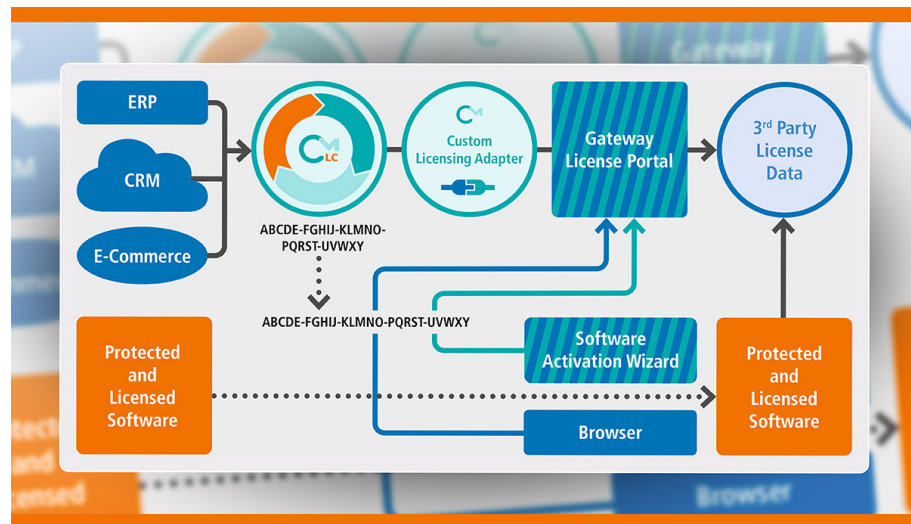 ERP
CRM
E-Commerce
CM
LC
ABCDE-FGHIJ-KLMNO-
PQRST-UVWXY
ABCDE-FGHIJ-KLMNO-PQRST-UVWXY
CM
Custom
Licensing Adapter
Gateway
License Portal
3rd Party
License
Data
Protected
and
Licensed
Software
Software
Activation Wizard
Browser
Protected
and
Licensed
Software
Gateway
Browser